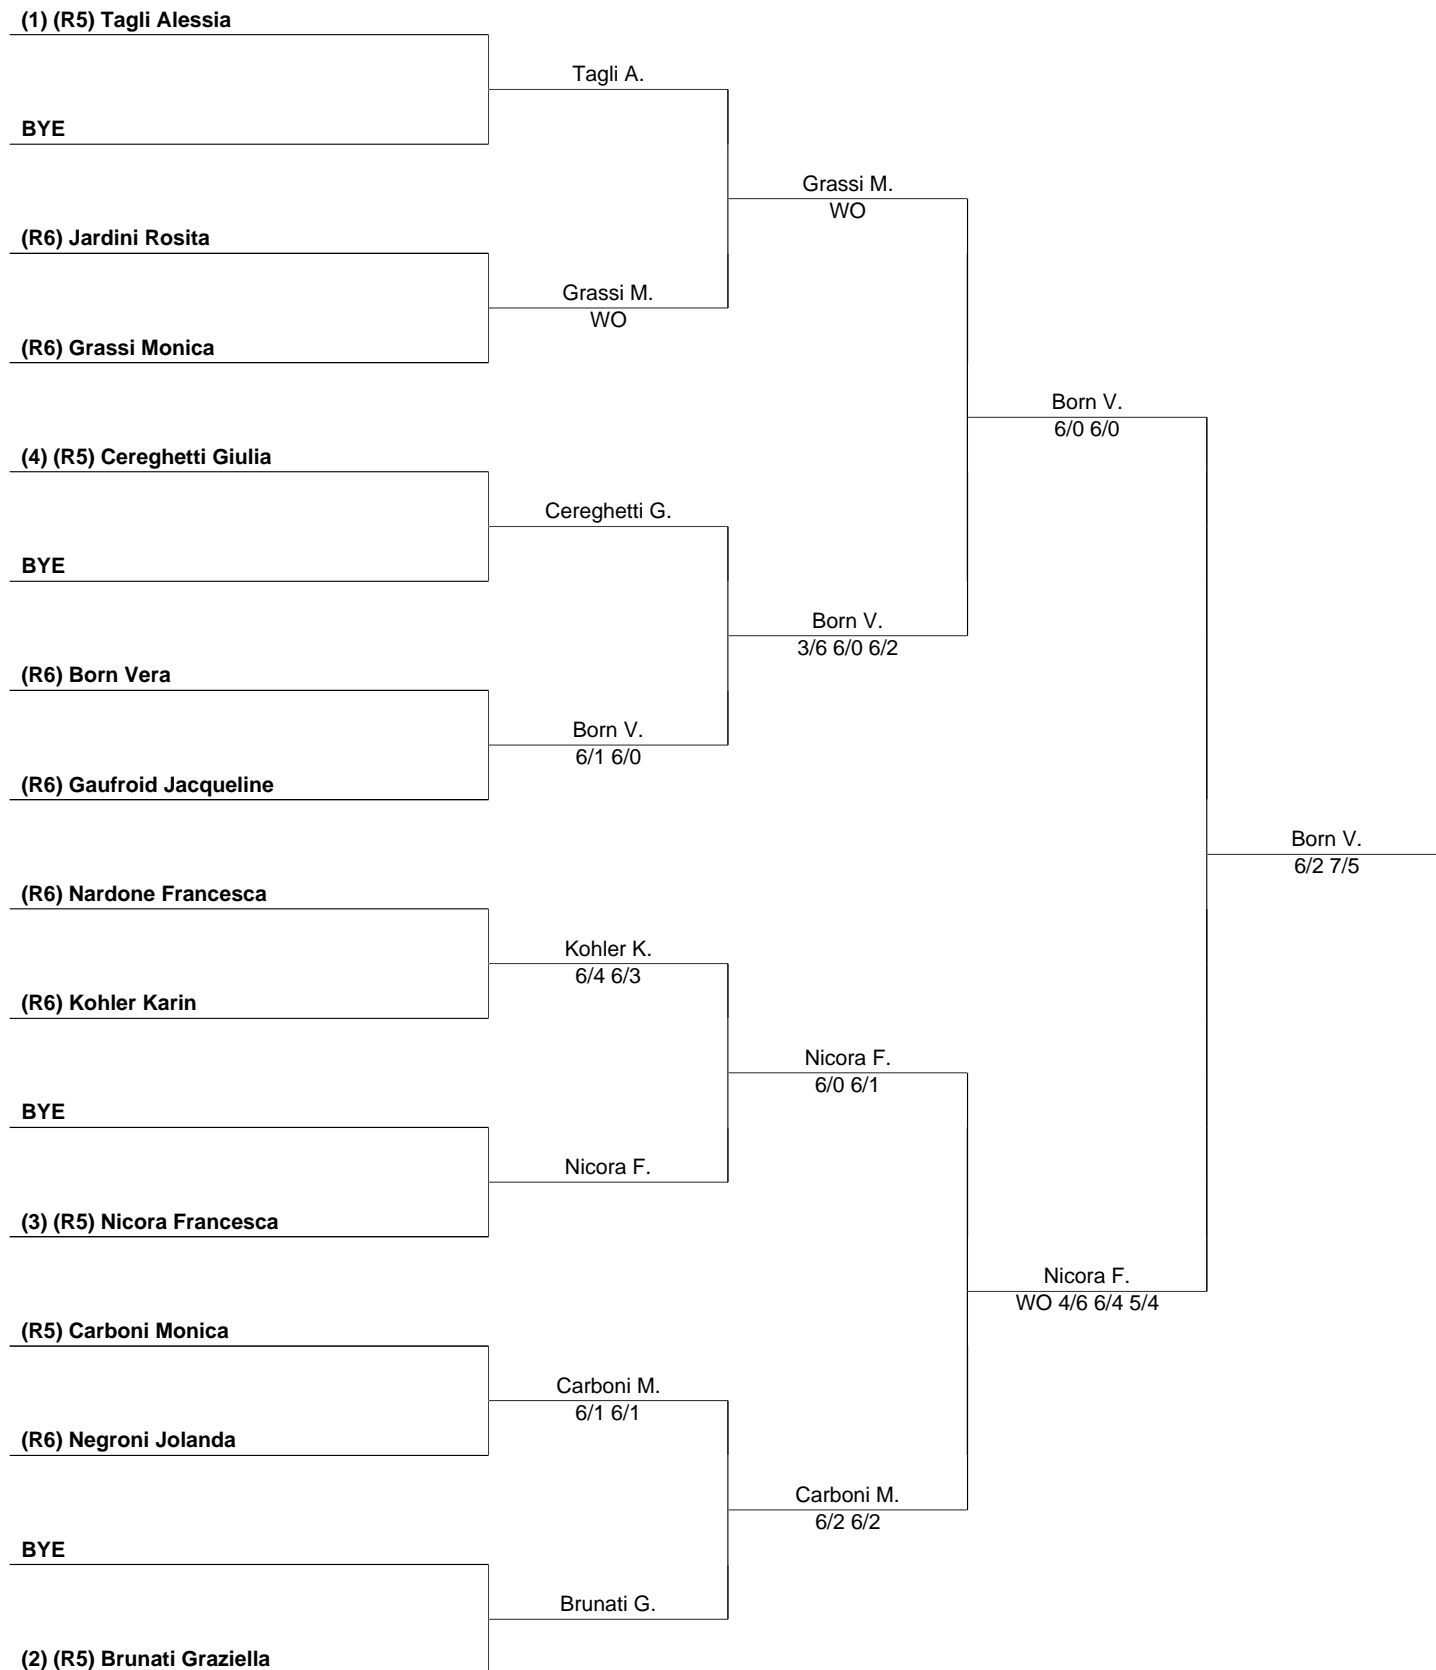 (1) (R5) Tagli Alessia
Tagli A.
BYE
Grassi M.
WO
(R6) Jardini Rosita
Grassi M.
WO
(R6) Grassi Monica
Born V.
6/0 6/0
(4) (R5) Cereghetti Giulia
Cereghetti G.
BYE
Born V.
3/6 6/0 6/2
(R6) Born Vera
Born V.
6/1 6/0
(R6) Gaufroid Jacqueline
Born V.
6/2 7/5
(R6) Nardone Francesca
Kohler K.
6/4 6/3
(R6) Kohler Karin
Nicora F.
6/0 6/1
BYE
Nicora F.
(3) (R5) Nicora Francesca
Nicora F.
WO 4/6 6/4 5/4
(R5) Carboni Monica
Carboni M.
6/1 6/1
(R6) Negroni Jolanda
Carboni M.
6/2 6/2
BYE
Brunati G.
(2) (R5) Brunati Graziella